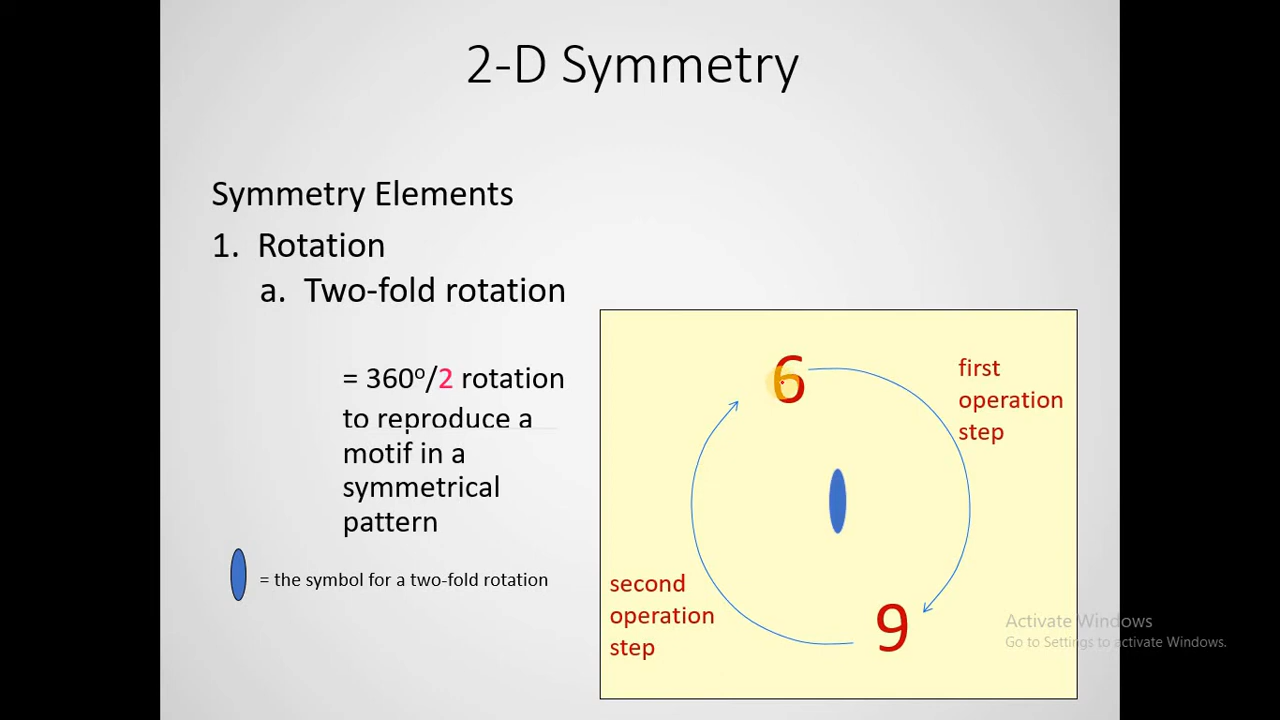 2-D Symmetry
Symmetry Elements
1. Rotation
a. Two-fold rotation
= 360º/2 rotation
to reproduce a
motif in a
symmetrical
pattern
= the symbol for a two-fold rotation
6
first
operation
step
second
operation
step
9
Activate Windows
Go to Settings to activate Windows.